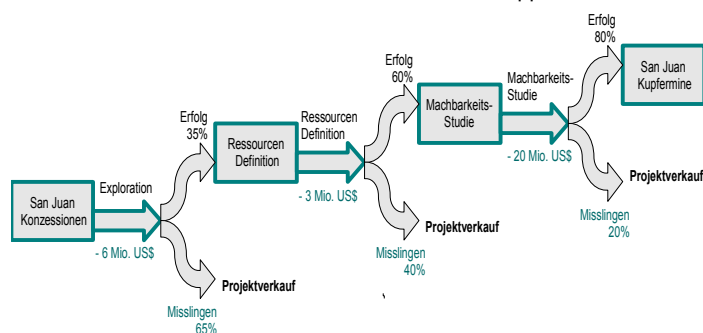 Erfolg
80%
San Juan
Kupfermine
Erfolg
60%
Machbarkeits-
Studie
Machbarkeits-
Studie
- 20 Mio. US$
Projektverkauf
Misslingen
20%
Erfolg
35%
Ressourcen
Definition
Ressourcen
Definition
- 3 Mio. US$
Projektverkauf
Misslingen
40%
San Juan
Konzessionen
Exploration
- 6 Mio. US$
Projektverkauf
Misslingen
65%